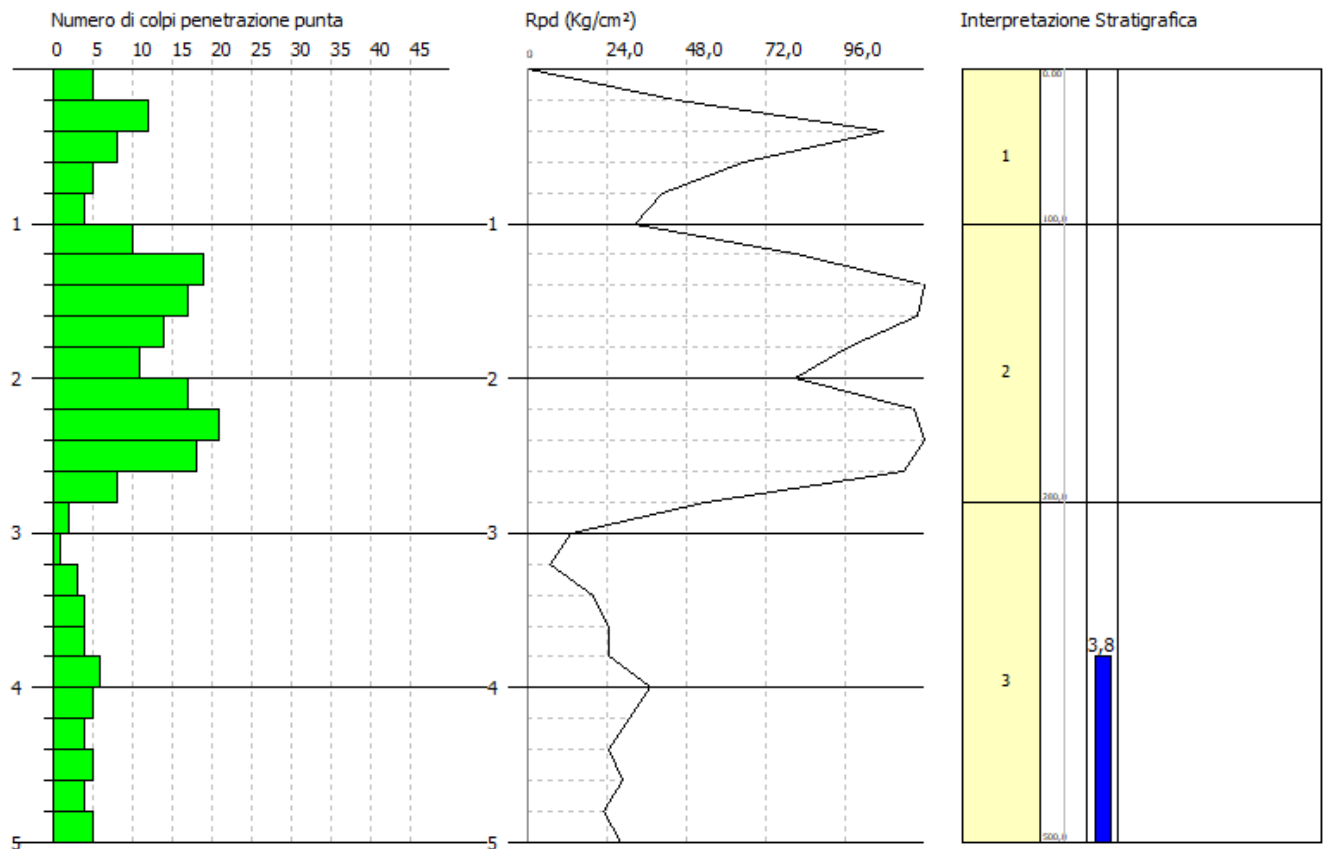 Numero di colpi penetrazione punta
0 5 10 15 20 25 30 35 40 45
Rpd (Kg/cm²)
0 24,0 48,0 72,0 96,0
Interpretazione Stratigrafica
0.00
1
1 1 100,0
2 2
2
280,0
3 3
3,8
3
4 4
5 5 500,0